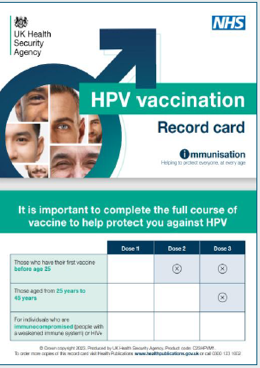 UK Health
Security
Agency
NHS
HPV vaccination
Record card
immunisation
Helping to protect everyone, at every age
It is important to complete the full course of
vaccine to help protect you against HPV
Dose 1
Dose 2
Dose 3
Those who have their first vaccine
before age 25
Those aged from 25 years to
45 years
For individuals who are
immunocompromised (people with
a weakened immune system) or HIV+
© Crown copyright 2023. Produced by UK Health Security Agency. Product code:
To order more copies of this record card visit Health Publications www.healthpublications.gov.uk or call 0300 123 1002